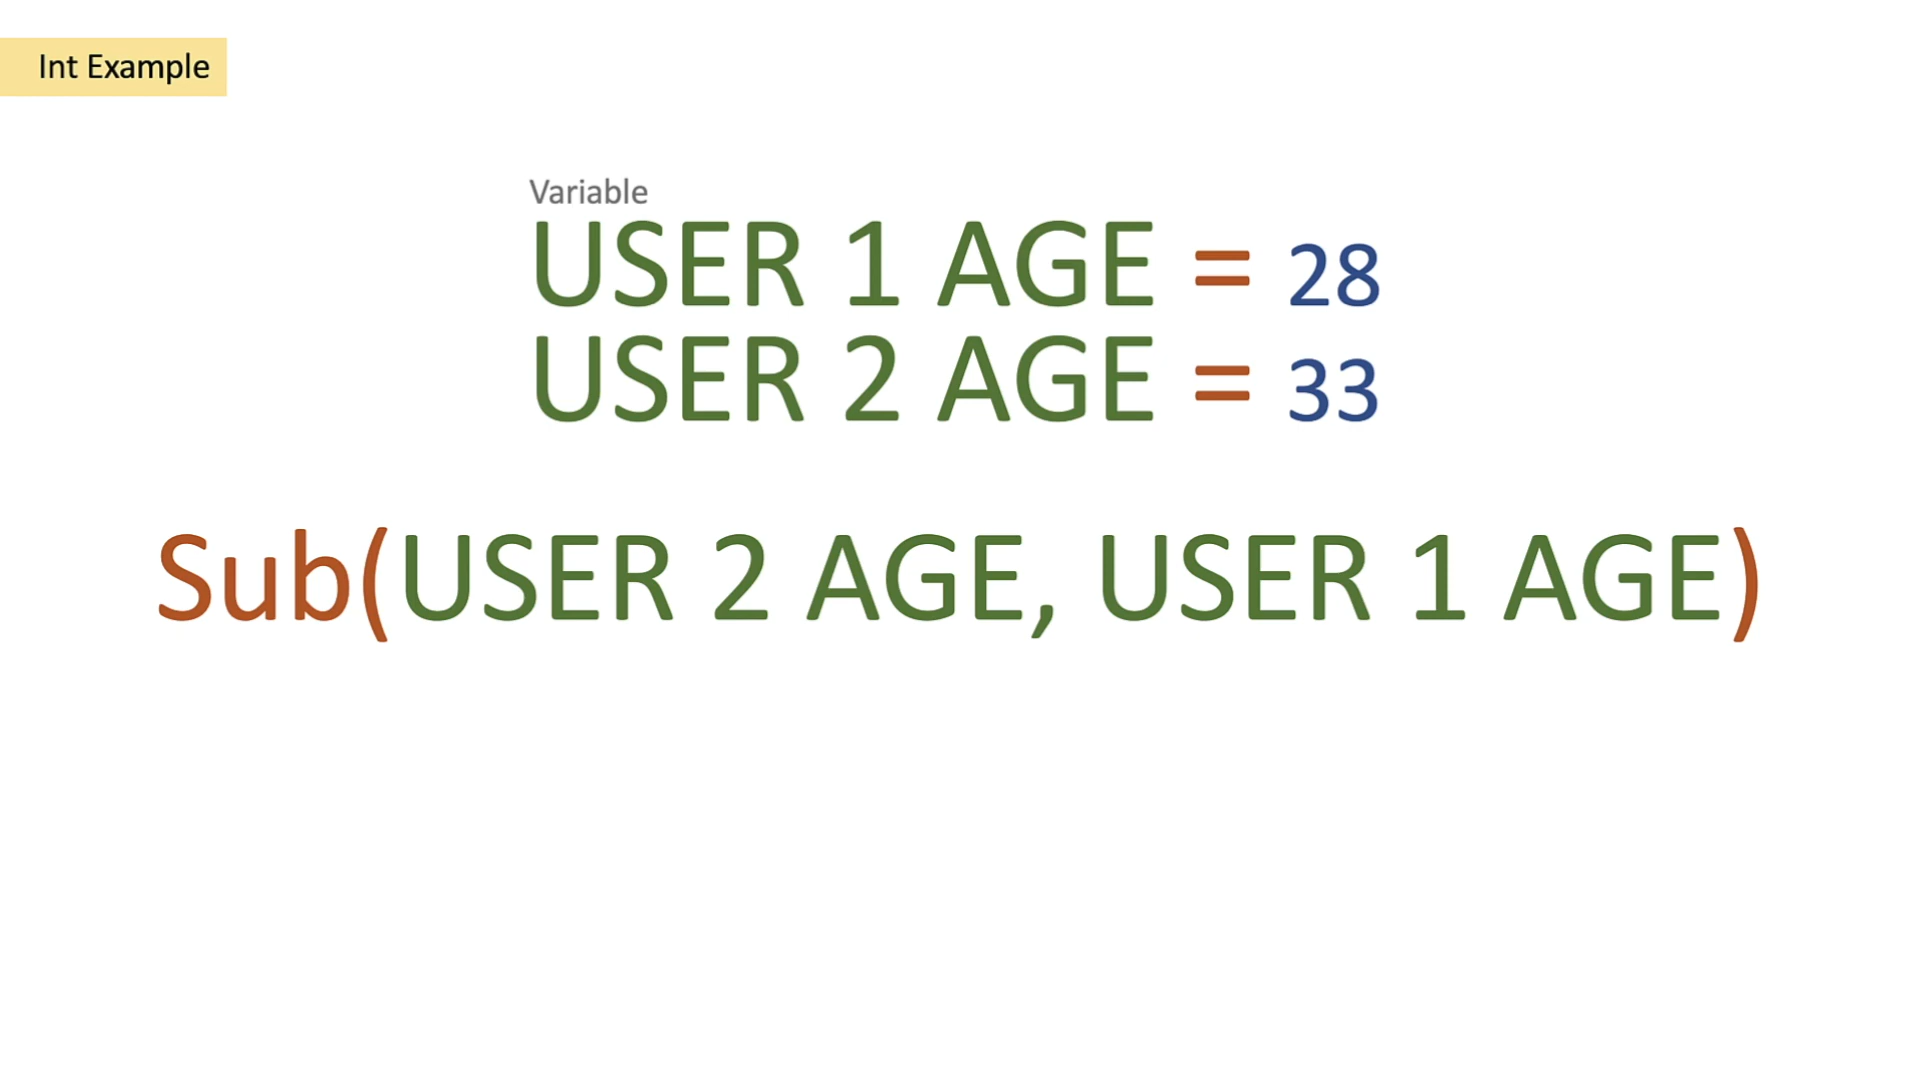 Int Example
Variable
USER 1 AGE = 28
USER 2 AGE = 33
Sub(USER 2 AGE, USER 1 AGE)